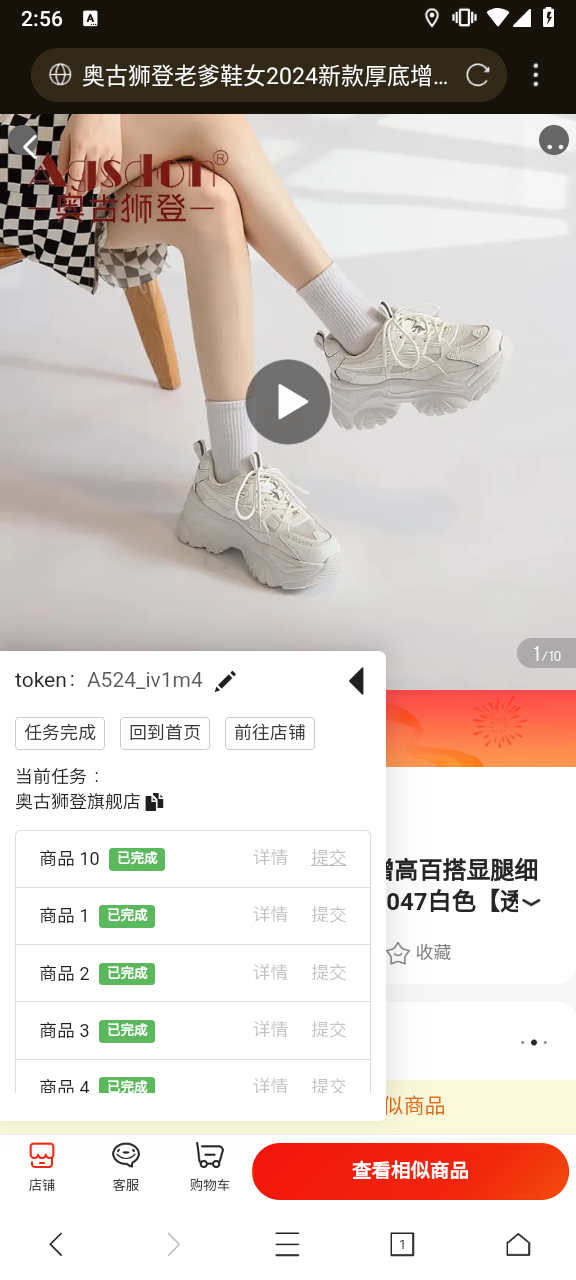 2:56
A
奥古狮登老爹鞋女2024新款厚底增...
Agsdon®
奥古狮登
1/10
token: A524_iv1m4
任务完成 回到首页 前往店铺
当前任务：
奥古狮登旗舰店
商品 10 已完成 详情 提交
商品 1 已完成 详情 提交
商品 2 已完成 详情 提交
商品 3 已完成 详情 提交
商品 4 已完成 详情 提交
增高百搭显腿细
047白色【透
收藏
似商品
店铺 客服 购物车 查看相似商品
1